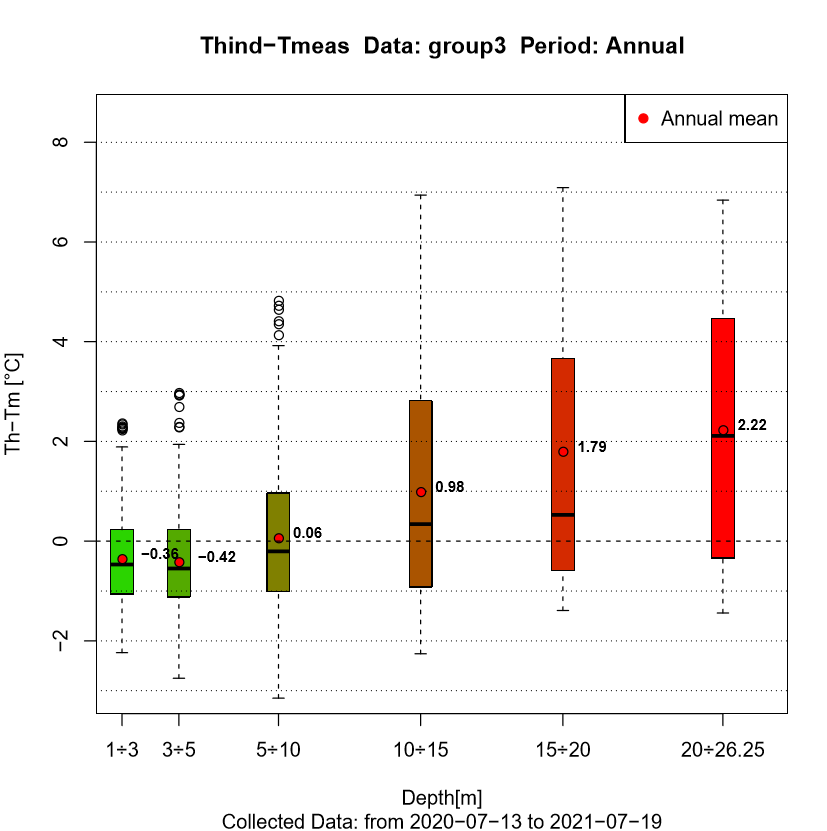 Thind−Tmeas  Data: group3  Period: Annual
Annual mean
Th−Tm [°C]
8
6
4
2
0
−2
−0.36
−0.42
0.06
0.98
1.79
2.22
1÷3 3÷5 5÷10 10÷15 15÷20 20÷26.25
Depth[m]
Collected Data: from 2020−07−13 to 2021−07−19